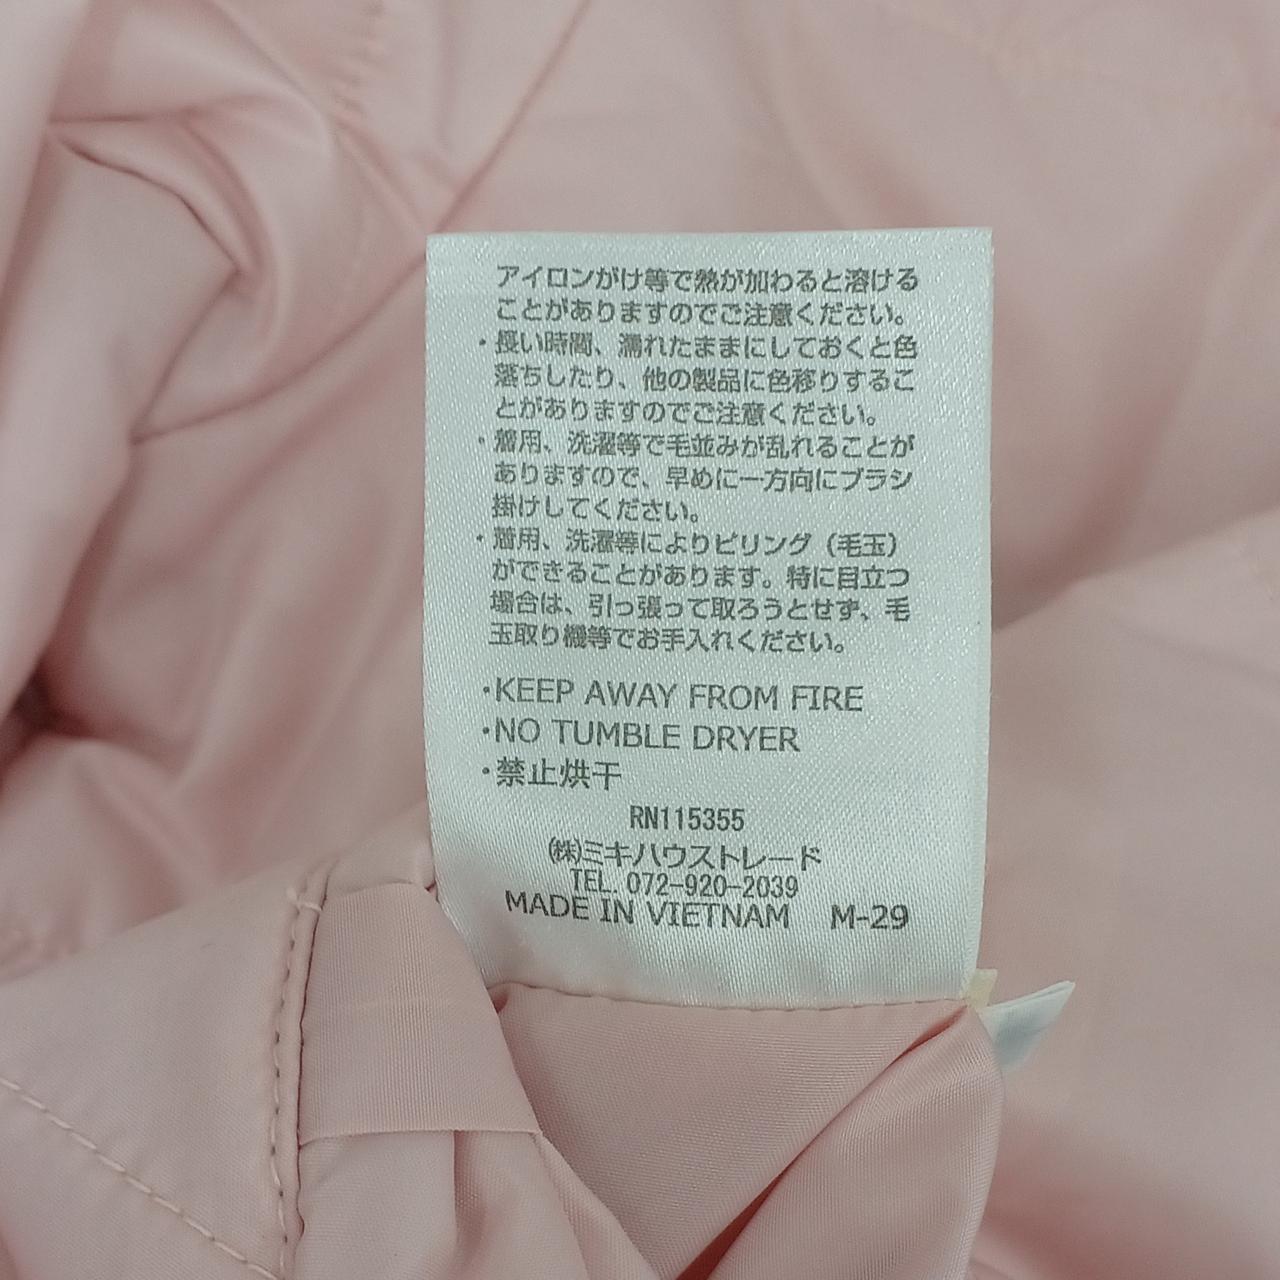 アイロンがけ等で熱が加わると溶ける
ことがありますのでご注意ください。
・長い時間、濡れたままにしておくと色
落ちしたり、他の製品に色移りするこ
とがありますのでご注意ください。
・着用、洗濯等で毛並みが乱れることが
ありますので、早めに一方向にブラシ
掛けしてください。
・着用、洗濯等によりピリング（毛玉）
ができることがあります。特に目立つ
場合は、引っ張って取ろうとせず、毛
玉取り機等でお手入れください。
・KEEP AWAY FROM FIRE
・NO TUMBLE DRYER
・禁止烘干
RN115355
㈱ミキハウストレード
TEL. 072-920-2039
MADE IN VIETNAM M-29